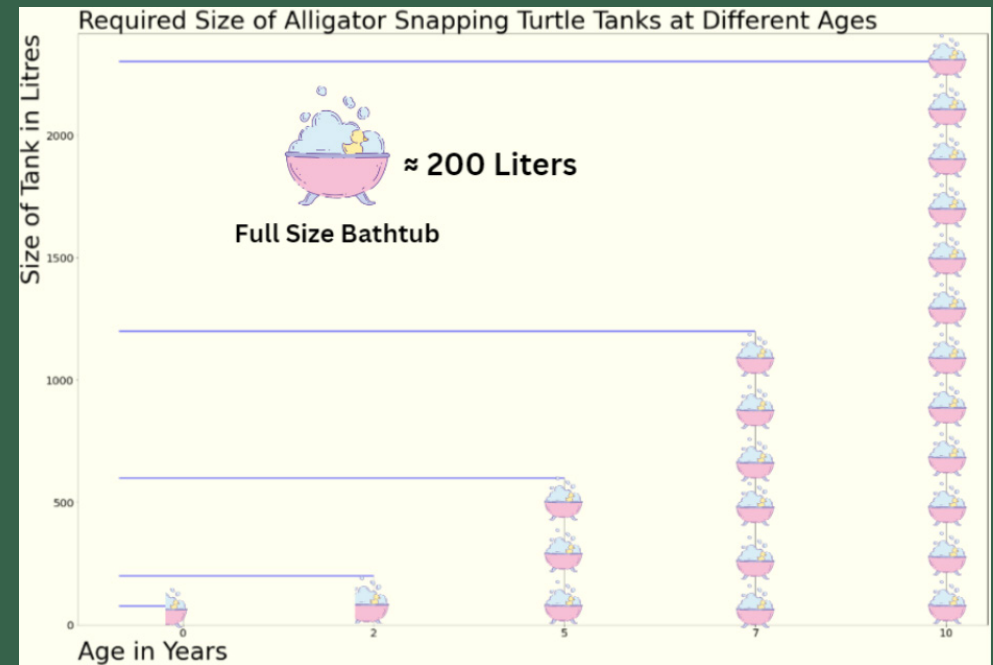 Required Size of Alligator Snapping Turtle Tanks at Different Ages
Size of Tank in Litres
2000
1500
1000
500
0
≈ 200 Liters
Full Size Bathtub
0 2 5 7 10
Age in Years